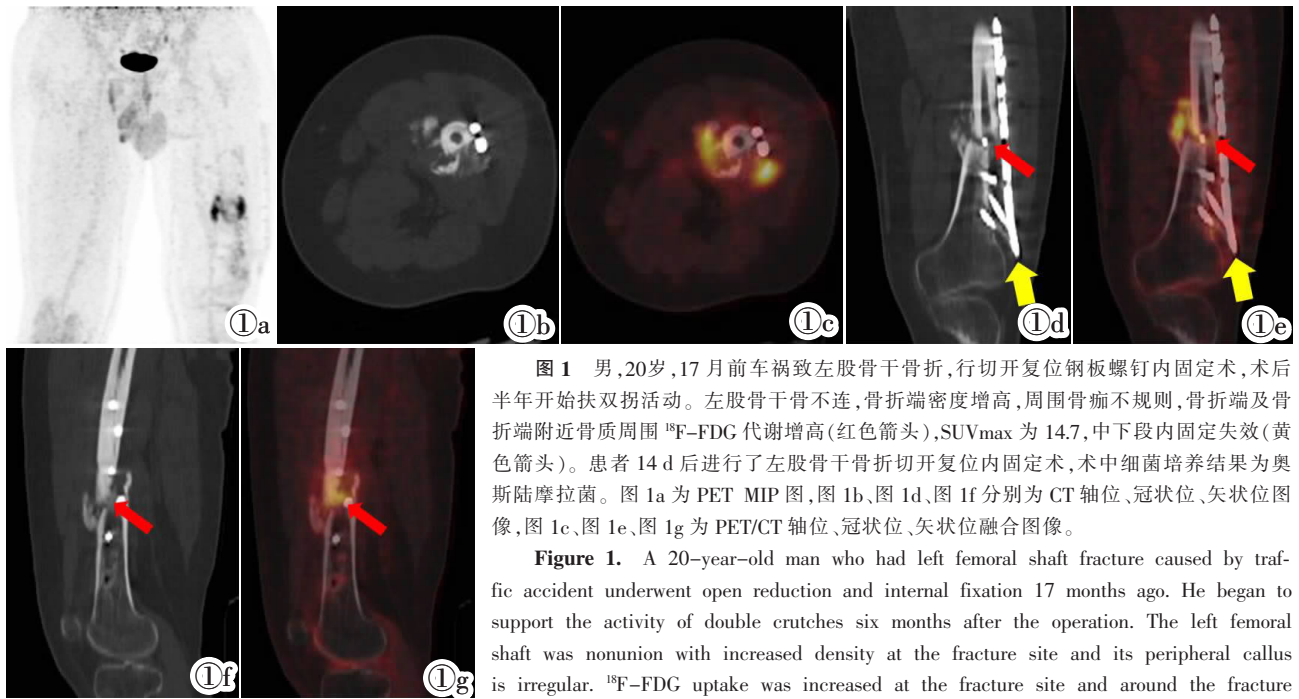 ①a
①b
①c
①d
①e
①f
①g
图1 男,20岁,17月前车祸致左股骨干骨折,行切开复位钢板螺钉内固定术,术后
半年开始扶双拐活动。左股骨干骨不连,骨折端密度增高,周围骨痂不规则,骨折端及骨
折端附近骨质周围 ¹⁸F-FDG 代谢增高(红色箭头),SUVmax 为 14.7,中下段内固定失效(黄
色箭头)。患者 14 d 后进行了左股骨干骨折切开复位内固定术,术中细菌培养结果为奥
斯陆摩拉菌。图 1a 为 PET MIP 图,图 1b、图 1d、图 1f 分别为 CT 轴位、冠状位、矢状位图
像,图 1c、图 1e、图 1g 为 PET/CT 轴位、冠状位、矢状位融合图像。
Figure 1. A 20-year-old man who had left femoral shaft fracture caused by traf-
fic accident underwent open reduction and internal fixation 17 months ago. He began to
support the activity of double crutches six months after the operation. The left femoral
shaft was nonunion with increased density at the fracture site and its peripheral callus
is irregular. ¹⁸F-FDG uptake was increased at the fracture site and around the fracture